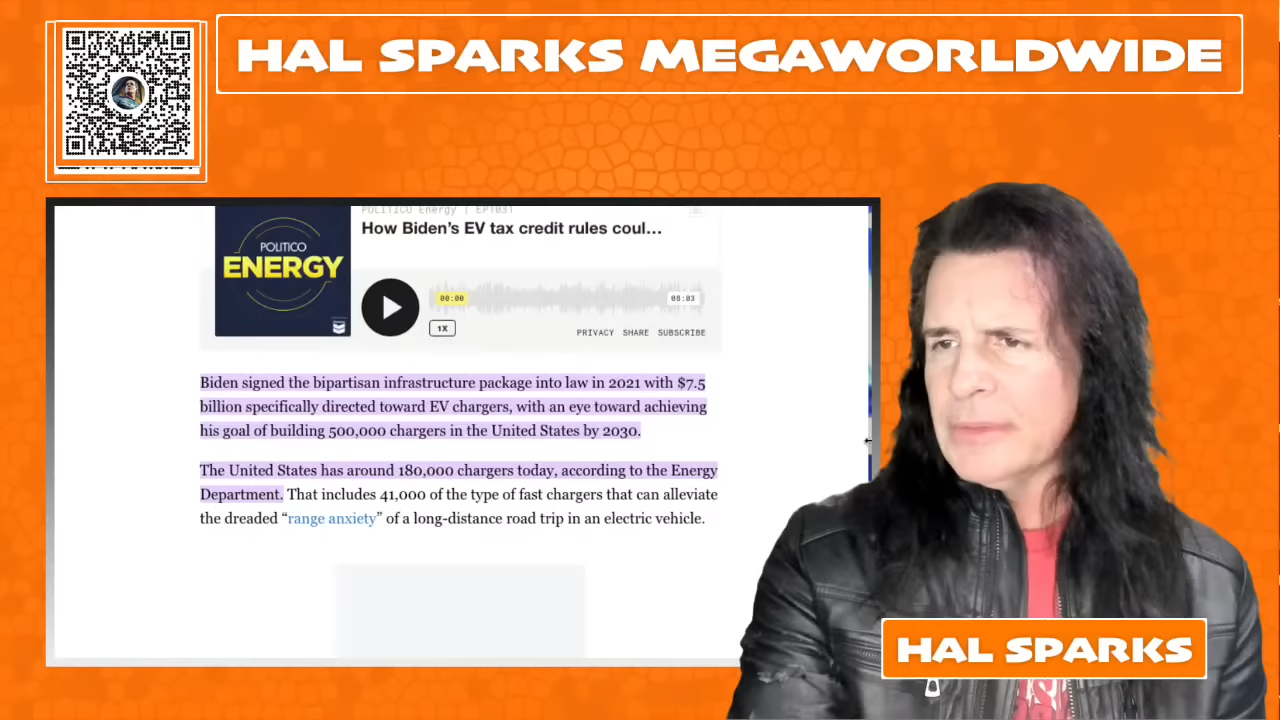 HAL SPARKS MEGAWORLDWIDE
POLITICO Energy | EP1031
How Biden's EV tax credit rules coul...
POLITICO
ENERGY
00:00
08:03
1X
PRIVACY SHARE SUBSCRIBE
Biden signed the bipartisan infrastructure package into law in 2021 with $7.5
billion specifically directed toward EV chargers, with an eye toward achieving
his goal of building 500,000 chargers in the United States by 2030.
The United States has around 180,000 chargers today, according to the Energy
Department. That includes 41,000 of the type of fast chargers that can alleviate
the dreaded “range anxiety” of a long-distance road trip in an electric vehicle.
HAL SPARKS